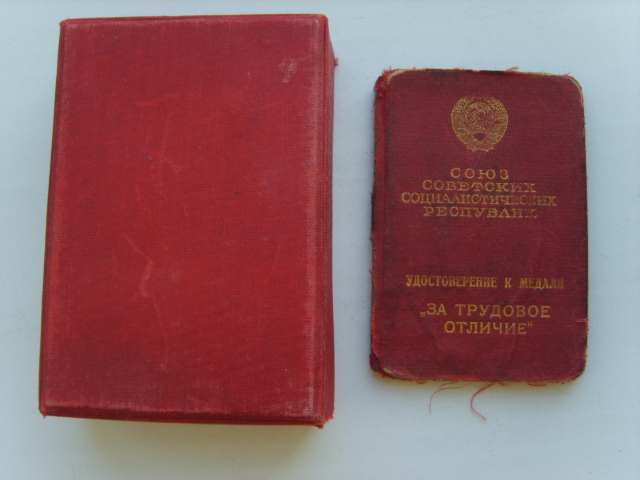 СОЮЗ
СОВЕТСКИХ
СОЦИАЛИСТИЧЕСКИХ
РЕСПУБЛИК
УДОСТОВЕРЕНИЕ К МЕДАЛИ
„ЗА ТРУДОВОЕ
ОТЛИЧИЕ"